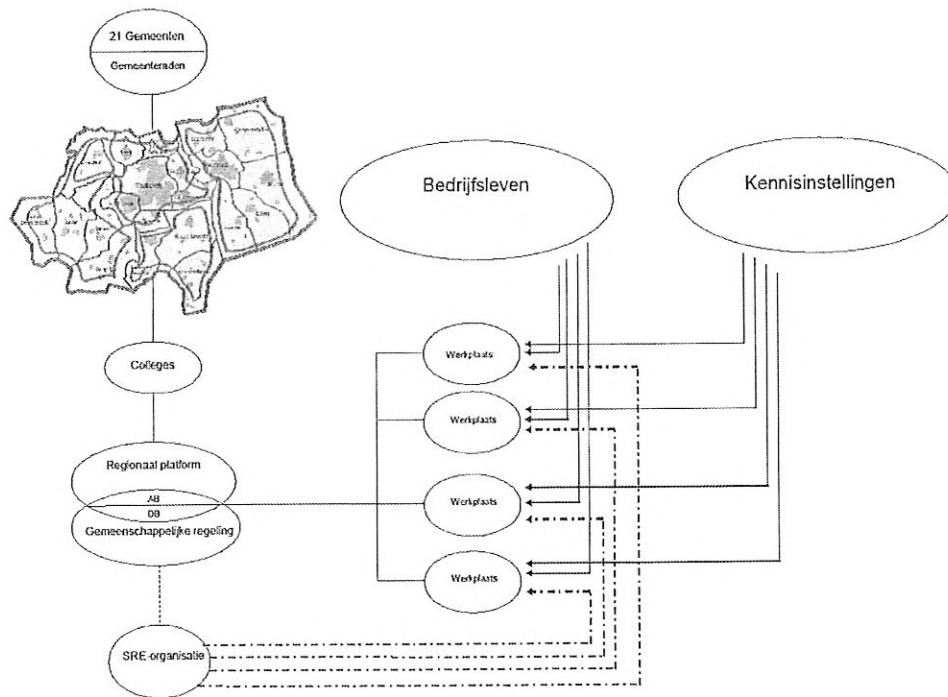 21 Gemeenten
Gemeenteraden
Bedrijfsleven
Kennisinstellingen
Werkplaats
Colleges
Werkplaats
Regionaal platform
AB
DB
Werkplaats
Gemeenschappelijke regeling
Werkplaats
SRE-organisatie